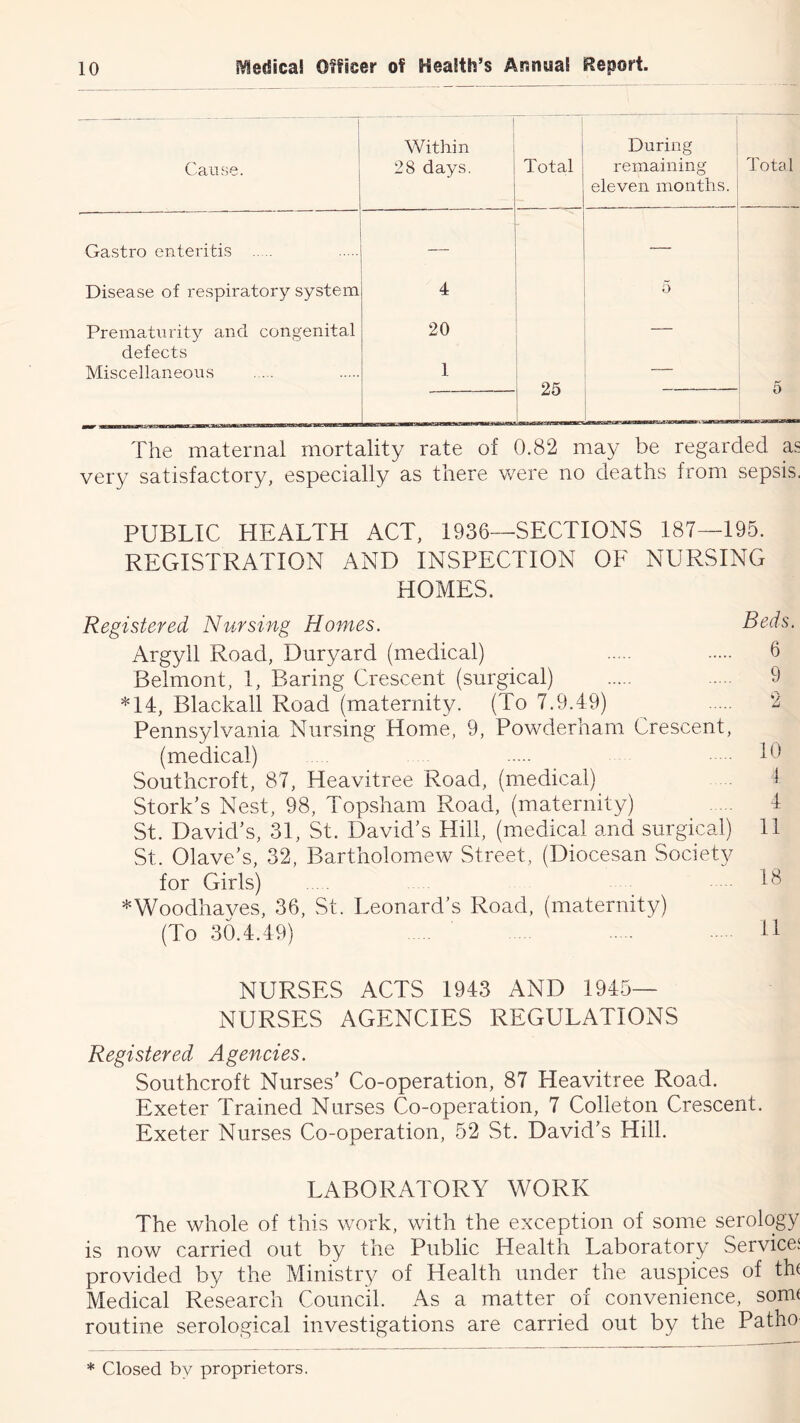 10 Medical Officer of Health's Annual Report.
Cause. Within 28 days. Total During remaining eleven months. Total
Gastro enteritis ..... ..... — —
Disease of respiratory system 4 5
Prematurity and congenital 20 —
defects
Miscellaneous ..... ..... 1 —
25 5
The maternal mortality rate of 0.82 may be regarded as
very satisfactory, especially as there were no deaths from sepsis.
PUBLIC HEALTH ACT, 1936—SECTIONS 187—195.
REGISTRATION AND INSPECTION OF NURSING
HOMES.
Registered Nursing Homes. Beds.
Argyll Road, Duryard (medical) ..... ..... 6
Belmont, 1, Baring Crescent (surgical) ..... ..... 9
*14, Blackall Road (maternity. (To 7.9.49) ..... 2
Pennsylvania Nursing Home, 9, Powderham Crescent,
(medical) ..... ..... ..... 10
Southcroft, 87, Heavitree Road, (medical) ..... 4
Stork's Nest, 98, Topsham Road, (maternity) ..... 4
St. David's, 31, St. David's Hill, (medical and surgical) 11
St. Olave's, 32, Bartholomew Street, (Diocesan Society
for Girls) ..... ..... ..... ..... 18
*Woodhayes, 36, St. Leonard's Road, (maternity)
(To 30.4.49) ..... ..... ..... ..... 11
NURSES ACTS 1943 AND 1945—
NURSES AGENCIES REGULATIONS
Registered Agencies.
Southcroft Nurses' Co-operation, 87 Heavitree Road.
Exeter Trained Nurses Co-operation, 7 Colleton Crescent.
Exeter Nurses Co-operation, 52 St. David's Hill.
LABORATORY WORK
The whole of this work, with the exception of some serology
is now carried out by the Public Health Laboratory Services
provided by the Ministry of Health under the auspices of the
Medical Research Council. As a matter of convenience, some
routine serological investigations are carried out by the Patho
* Closed by proprietors.